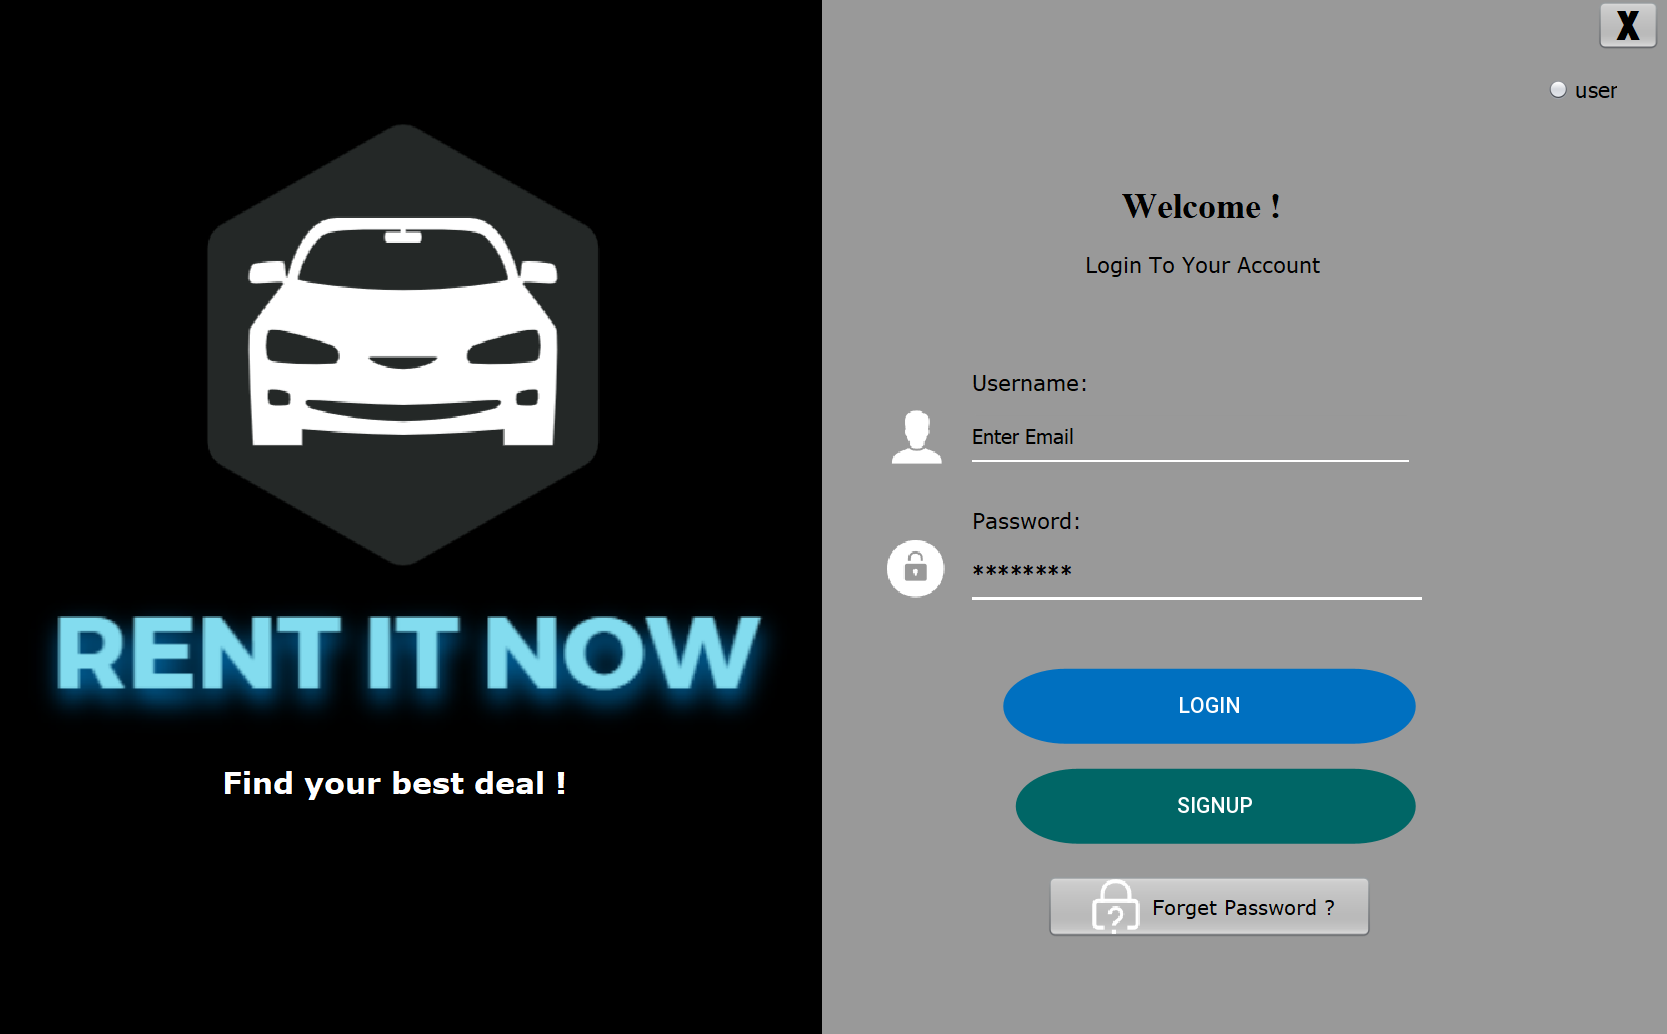 RENT IT NOW
Find your best deal !
X
user
Welcome !
Login To Your Account
Username:
Enter Email
Password:
********
LOGIN
SIGNUP
Forget Password ?